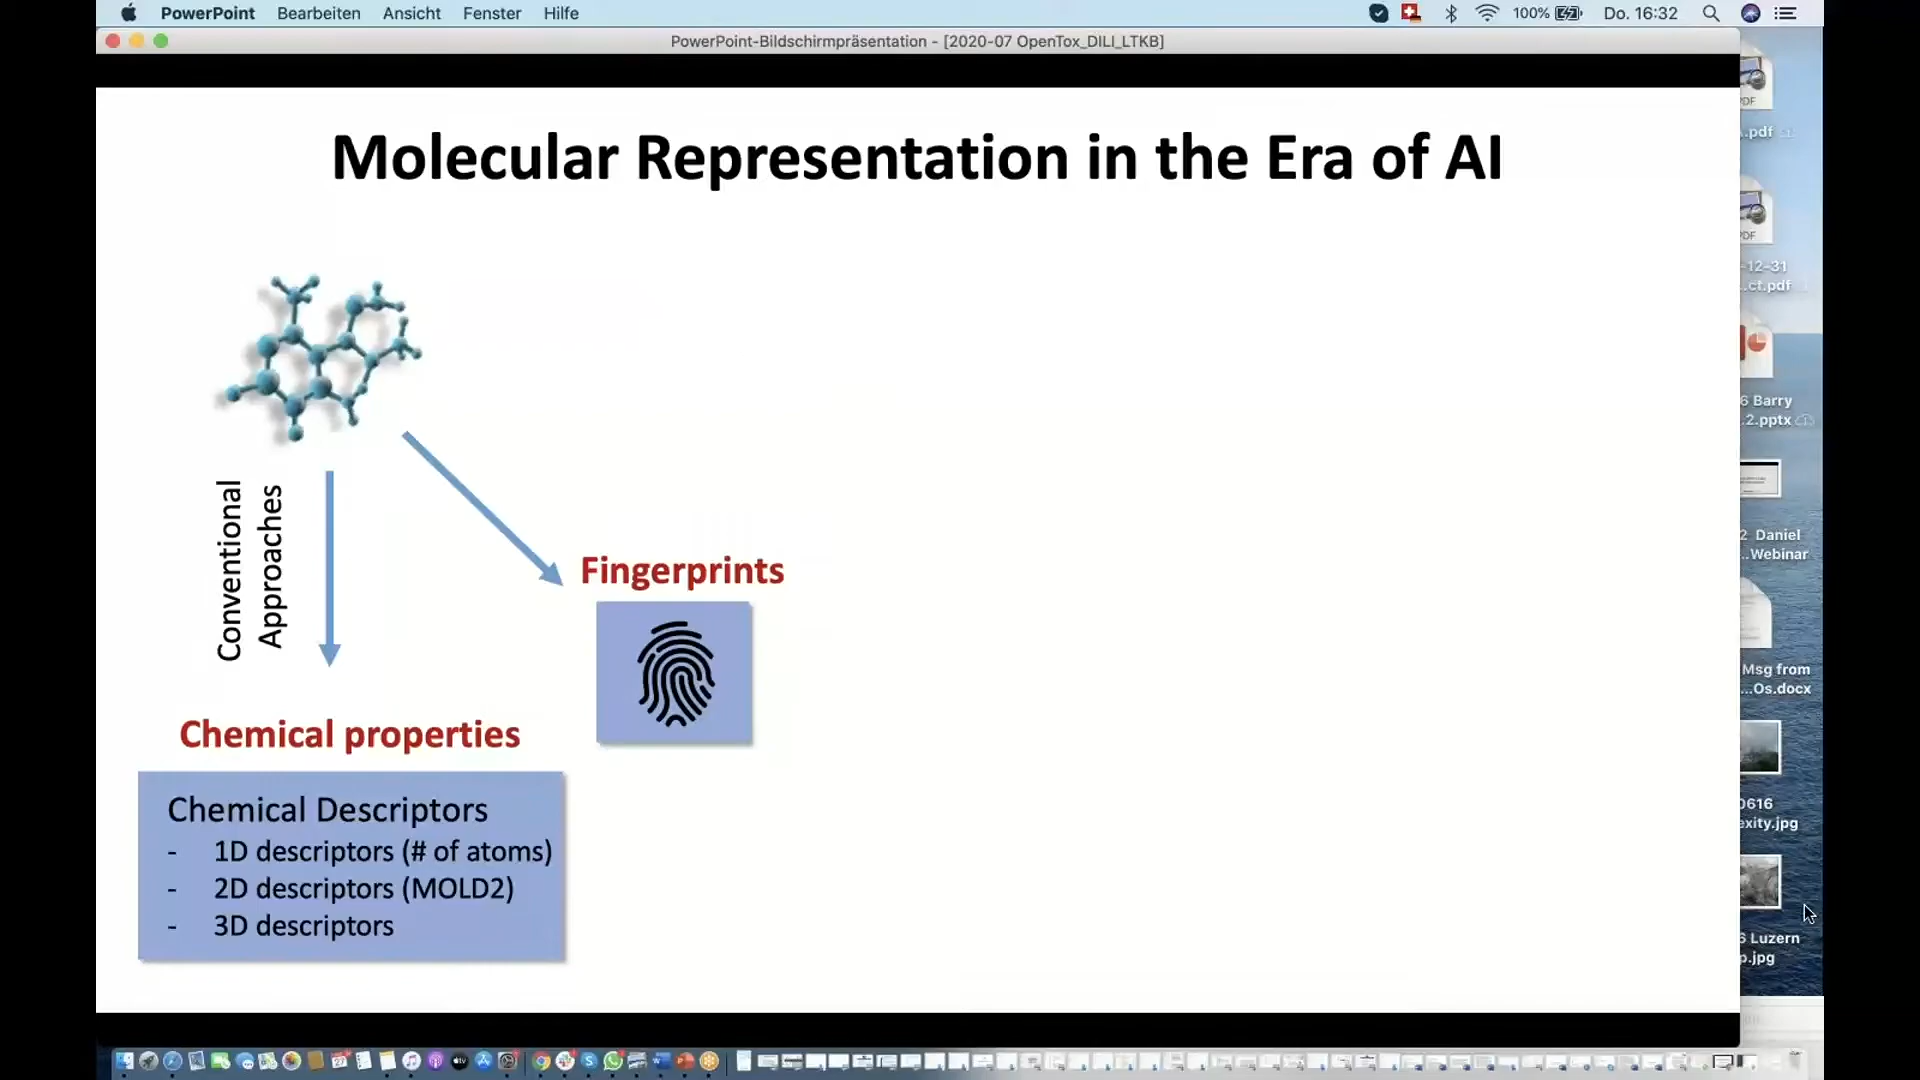 PowerPoint Bearbeiten Ansicht Fenster Hilfe
100% Do. 16:32
PowerPoint-Bildschirmpräsentation - [2020-07 OpenTox_DILI_LTKB]
Molecular Representation in the Era of AI
Conventional
Approaches
Fingerprints
Chemical properties
Chemical Descriptors
- 1D descriptors (# of atoms)
- 2D descriptors (MOLD2)
- 3D descriptors
PDF
.pdf
PDF
-12-31
...ct.pdf
6 Barry
.2.pptx
2 Daniel
...Webinar
Msg from
...Os.docx
0616
exity.jpg
6 Luzern
p.jpg